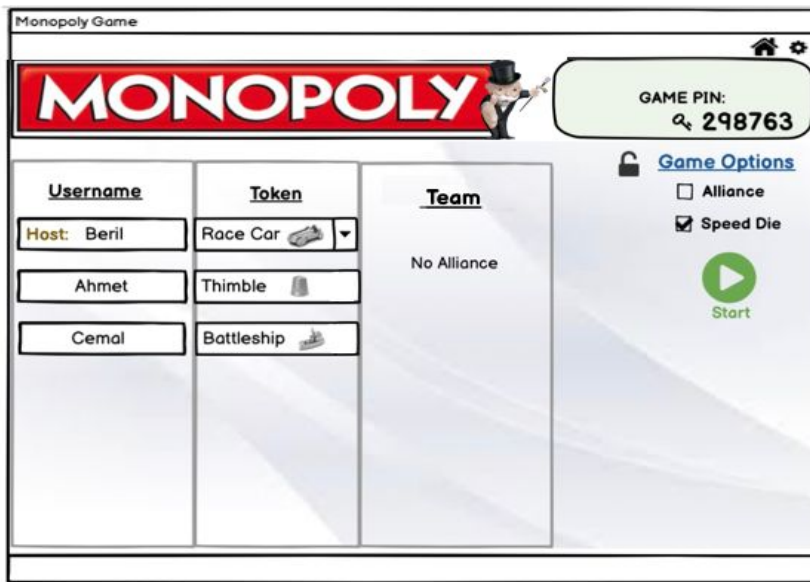 Monopoly Game
MONOPOLY
GAME PIN:
298763
Username
Host: Beril
Ahmet
Cemal
Token
Race Car
Thimble
Battleship
Team
No Alliance
Game Options
Alliance
Speed Die
Start